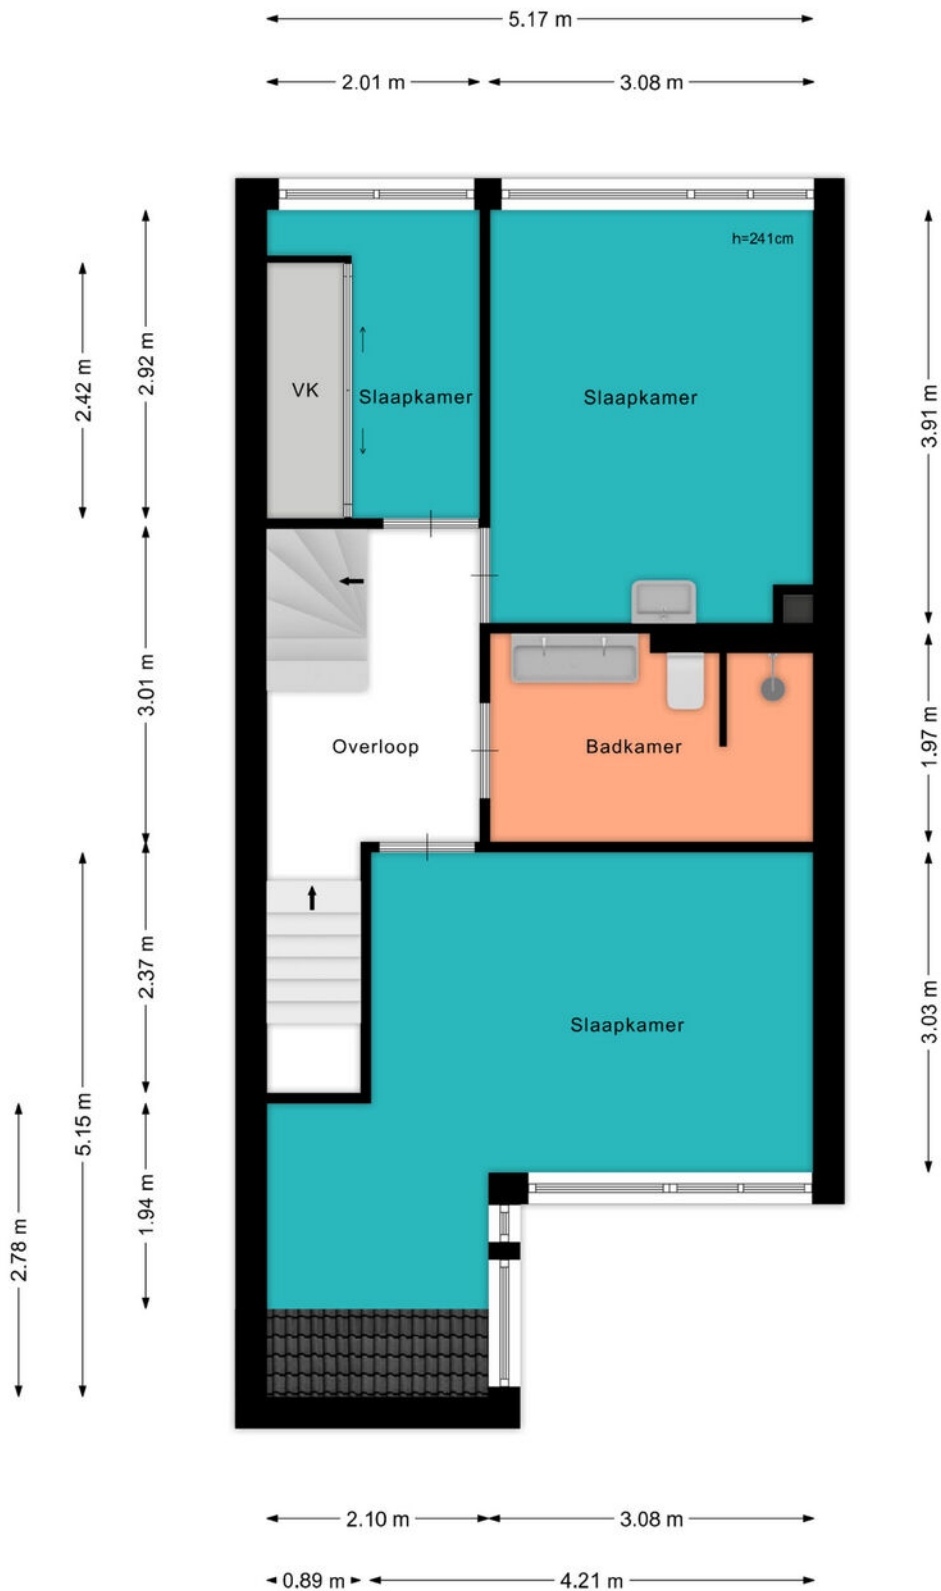 5.17 m
2.01 m
3.08 m
h=241cm
2.42 m
2.92 m
3.91 m
VK
Slaapkamer
Slaapkamer
3.01 m
1.97 m
Overloop
Badkamer
2.37 m
3.03 m
Slaapkamer
5.15 m
1.94 m
2.78 m
2.10 m
3.08 m
0.89 m
4.21 m